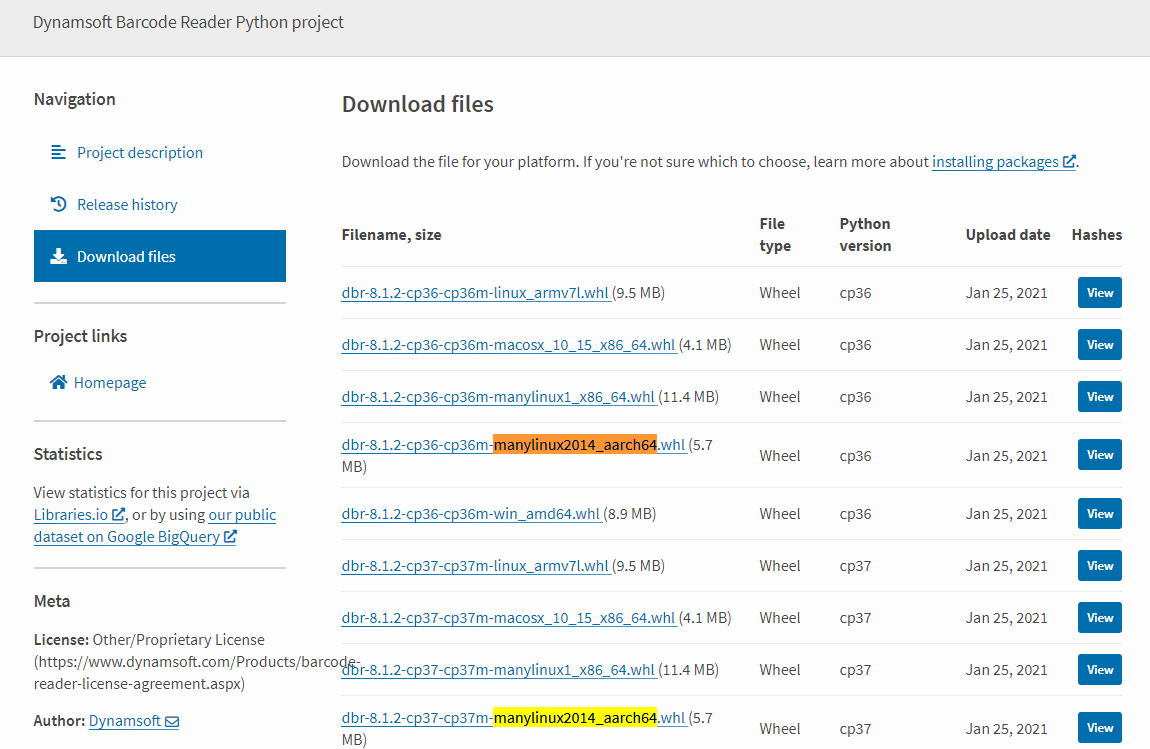 Dynamsoft Barcode Reader Python project
Navigation
Project description
Release history
Download files
Project links
Homepage
Statistics
View statistics for this project via
Libraries.io, or by using our public
dataset on Google BigQuery
Meta
License: Other/Proprietary License
(https://www.dynamsoft.com/Products/barcode-
reader-license-agreement.aspx)
Author: Dynamsoft
Download files
Download the file for your platform. If you're not sure which to choose, learn more about installing packages.
Filename, size File type Python version Upload date Hashes
dbr-8.1.2-cp36-cp36m-linux_armv7l.whl (9.5 MB) Wheel cp36 Jan 25, 2021 View
dbr-8.1.2-cp36-cp36m-macosx_10_15_x86_64.whl (4.1 MB) Wheel cp36 Jan 25, 2021 View
dbr-8.1.2-cp36-cp36m-manylinux1_x86_64.whl (11.4 MB) Wheel cp36 Jan 25, 2021 View
dbr-8.1.2-cp36-cp36m-manylinux2014_aarch64.whl (5.7
MB) Wheel cp36 Jan 25, 2021 View
dbr-8.1.2-cp36-cp36m-win_amd64.whl (8.9 MB) Wheel cp36 Jan 25, 2021 View
dbr-8.1.2-cp37-cp37m-linux_armv7l.whl (9.5 MB) Wheel cp37 Jan 25, 2021 View
dbr-8.1.2-cp37-cp37m-macosx_10_15_x86_64.whl (4.1 MB) Wheel cp37 Jan 25, 2021 View
dbr-8.1.2-cp37-cp37m-manylinux1_x86_64.whl (11.4 MB) Wheel cp37 Jan 25, 2021 View
dbr-8.1.2-cp37-cp37m-manylinux2014_aarch64.whl (5.7
MB) Wheel cp37 Jan 25, 2021 View